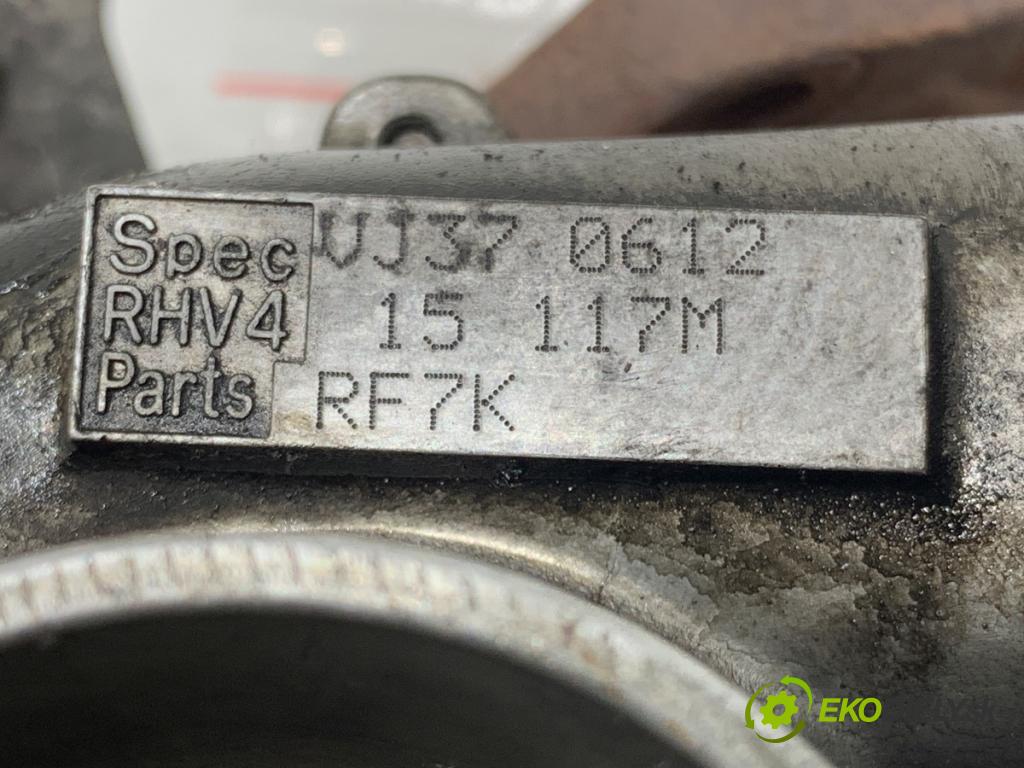 Spec VJ37 0612
RHV4 15 117M
Parts RF7K
EKO